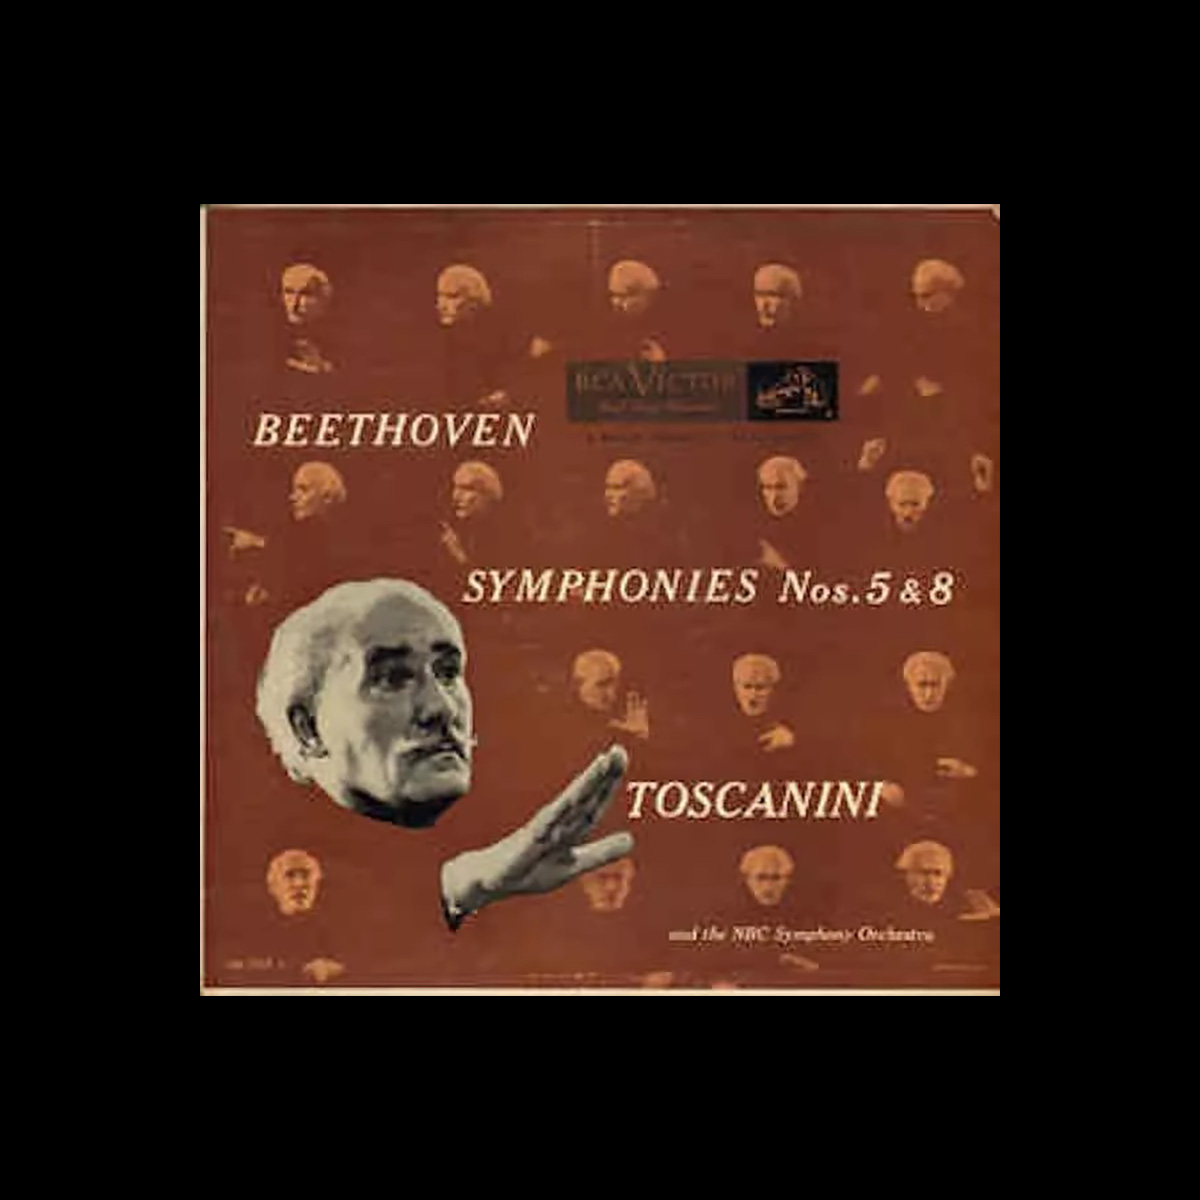 RCA VICTOR
BEETHOVEN
SYMPHONIES Nos. 5 & 8
TOSCANINI
and the NBC Symphony Orchestra